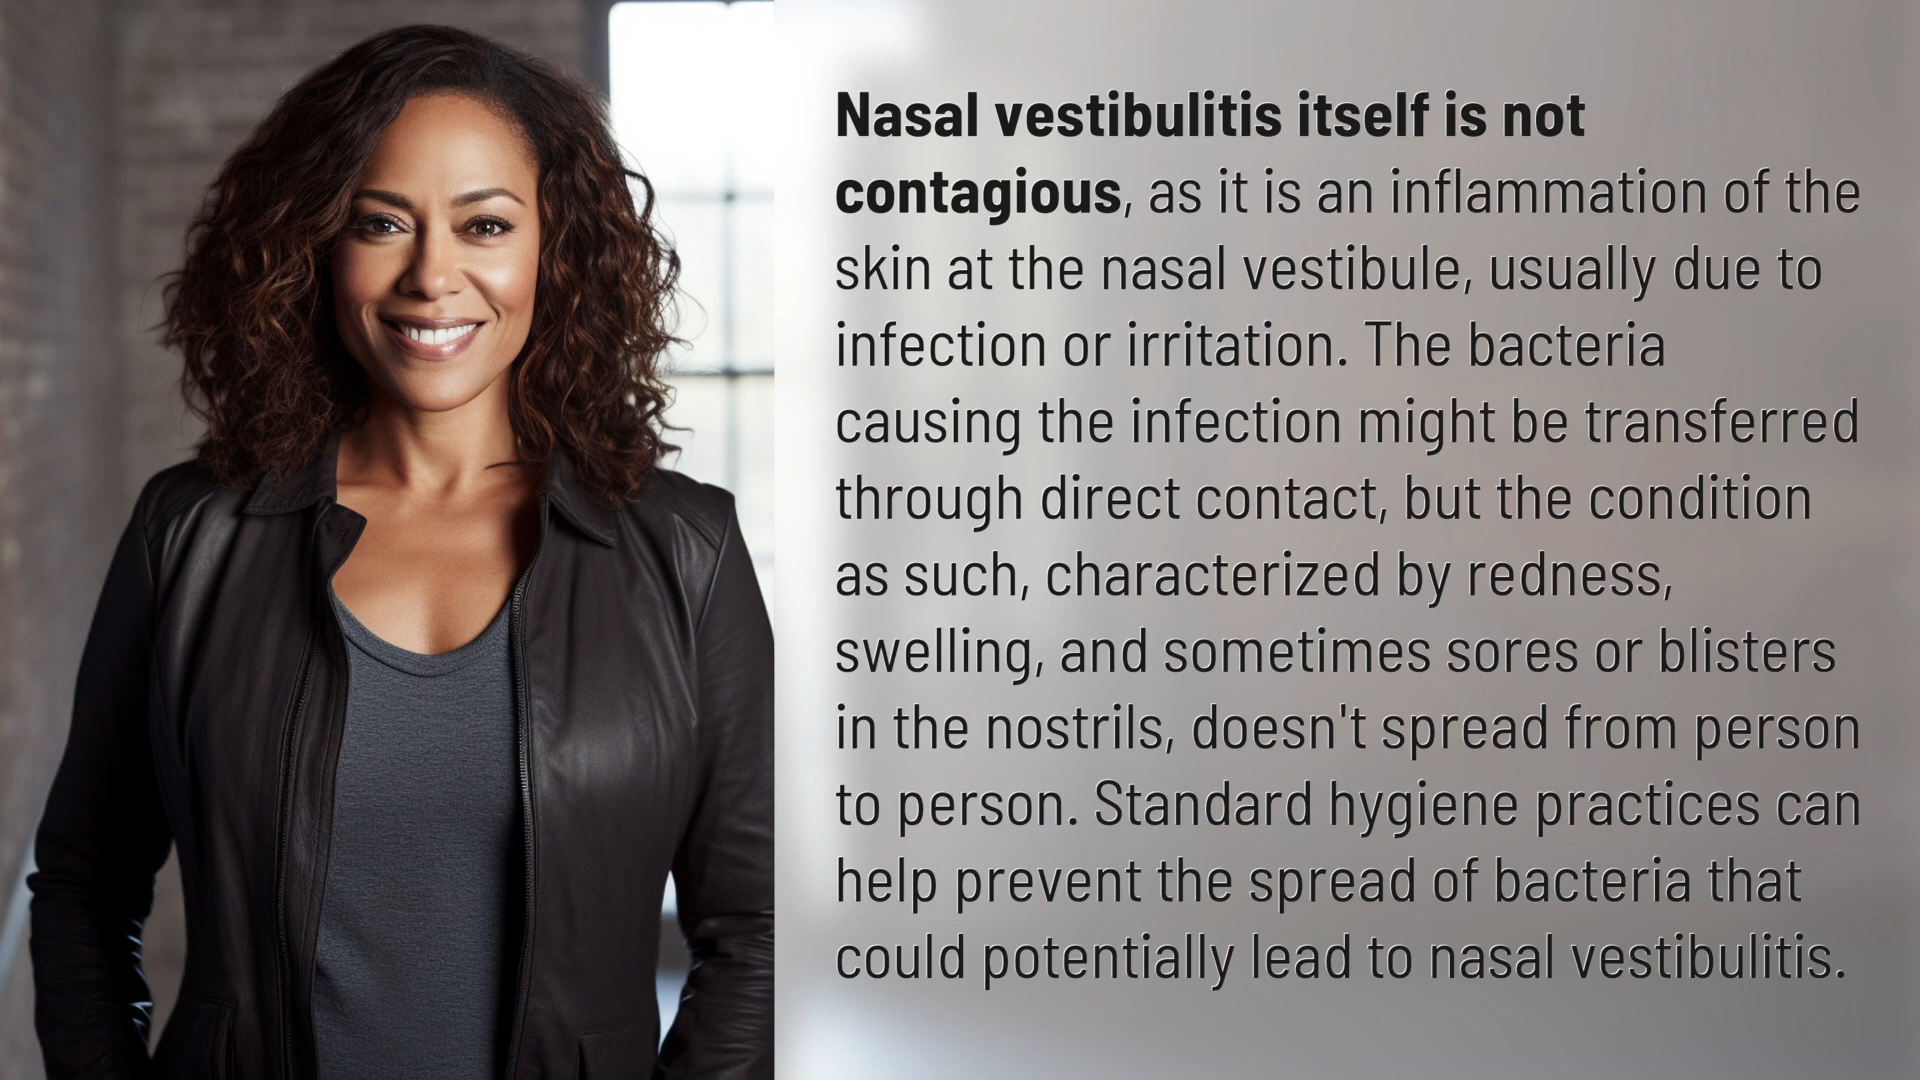 Nasal vestibulitis itself is not
contagious, as it is an inflammation of the
skin at the nasal vestibule, usually due to
infection or irritation. The bacteria
causing the infection might be transferred
through direct contact, but the condition
as such, characterized by redness,
swelling, and sometimes sores or blisters
in the nostrils, doesn't spread from person
to person. Standard hygiene practices can
help prevent the spread of bacteria that
could potentially lead to nasal vestibulitis.